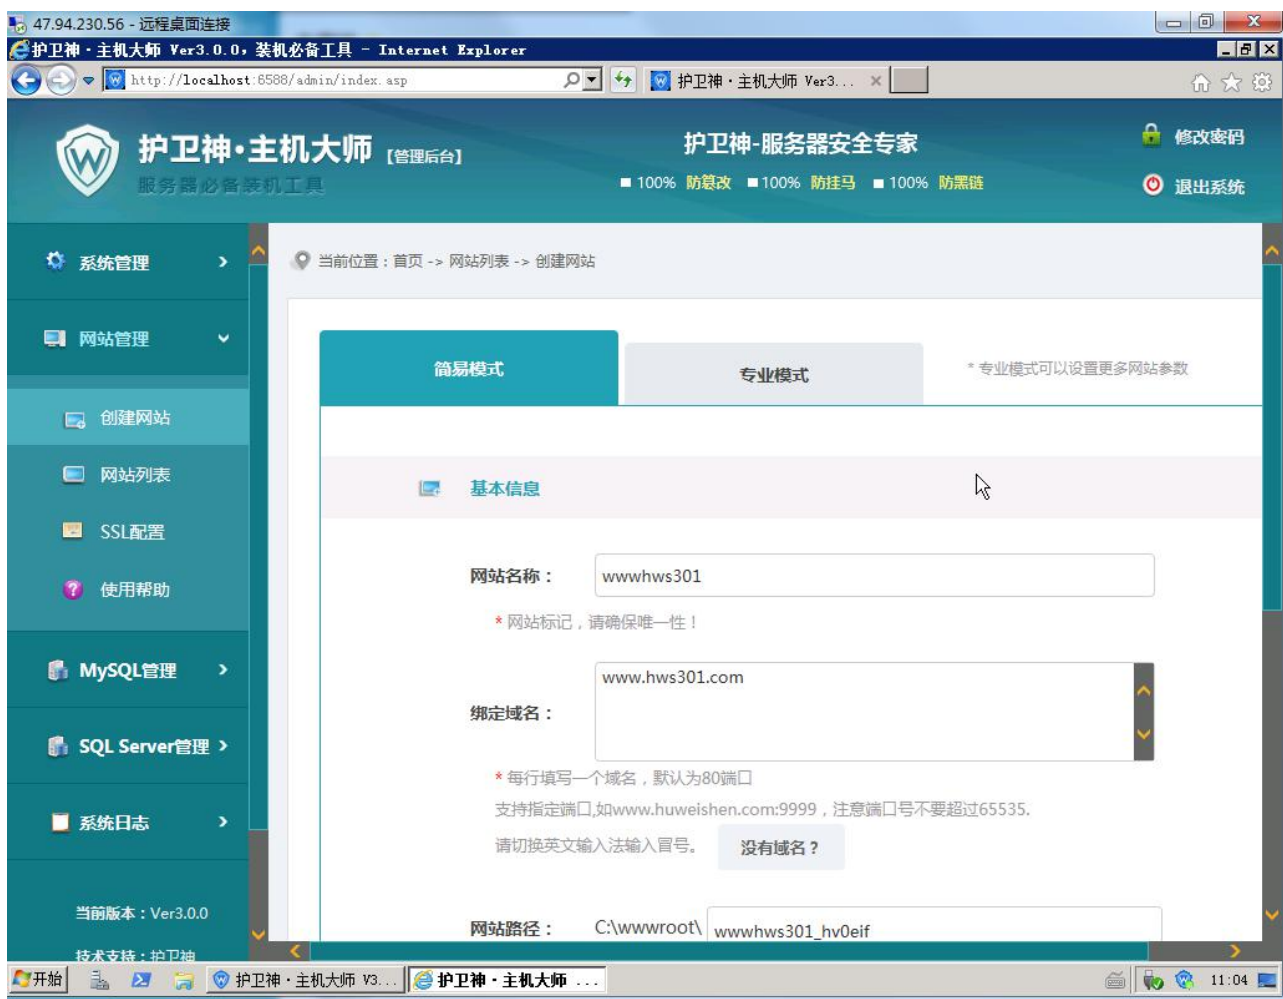 47.94.230.56 - 远程桌面连接
护卫神·主机大师 Ver3.0.0，装机必备工具 - Internet Explorer
http://localhost:6588/admin/index.asp
护卫神·主机大师 Ver3...
护卫神·主机大师 [管理后台]
服务器必备装机工具
护卫神-服务器安全专家
100% 防篡改 100% 防挂马 100% 防黑链
修改密码
退出系统
系统管理
网站管理
创建网站
网站列表
SSL配置
使用帮助
MySQL管理
SQL Server管理
系统日志
当前版本：Ver3.0.0
技术支持：护卫神
当前位置：首页 -> 网站列表 -> 创建网站
简易模式
专业模式
* 专业模式可以设置更多网站参数
基本信息
网站名称： wwwhws301
* 网站标记，请确保唯一性！
绑定域名： www.hws301.com
* 每行填写一个域名，默认为80端口
支持指定端口,如www.huweishen.com:9999，注意端口号不要超过65535.
请切换英文输入法输入冒号。 没有域名？
网站路径： C:\wwwroot\ wwwhws301_hv0eif
开始
护卫神·主机大师 V3...
护卫神·主机大师 ...
11:04